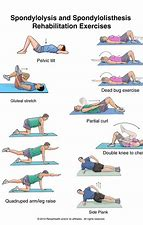 Spondylolysis and Spondylolisthesis
Rehabilitation Exercises
Pelvic tilt
Dead bug exercise
Gluteal stretch
Partial curl
Double knee to che
Quadruped arm/leg raise
Side Plank